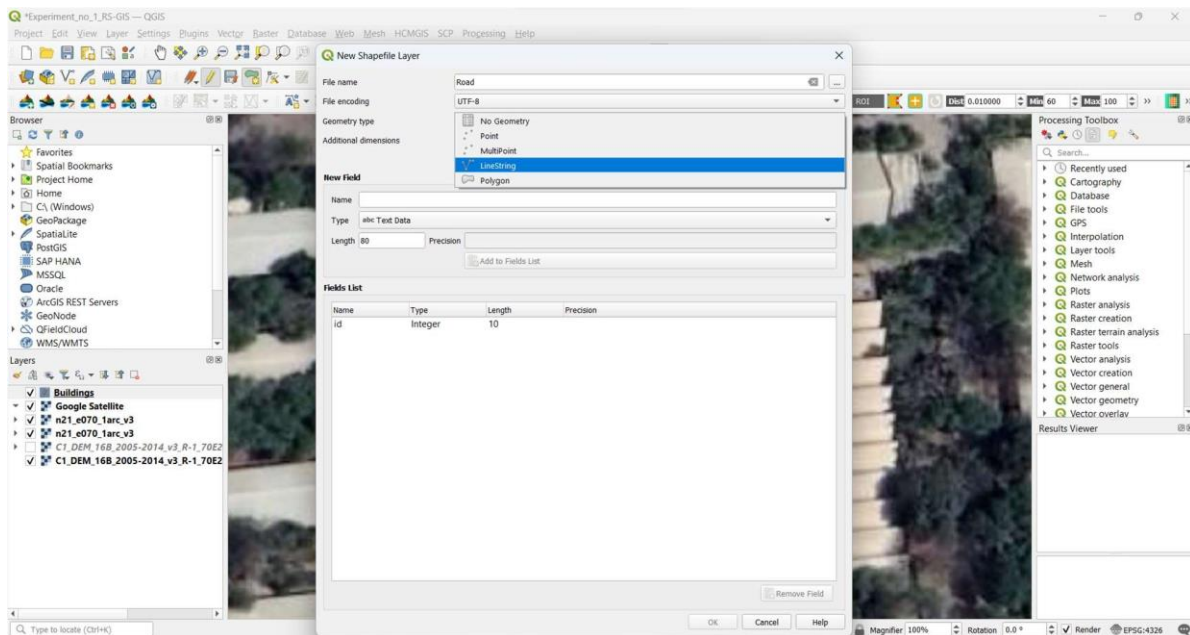 *Experiment_no_1_RS-GIS — QGIS
Project Edit View Layer Settings Plugins Vector Raster Database Web Mesh HCMGIS SCP Processing Help
New Shapefile Layer
File name Road ...
File encoding UTF-8
Geometry type
No Geometry
Point
MultiPoint
LineString
Polygon
Additional dimensions
New Field
Name
Type abc Text Data
Length 80 Precision
Add to Fields List
Fields List
Name Type Length Precision
id Integer 10
Remove Field
OK Cancel Help
ROI Dist 0.010000 Min 60 Max 100
Browser
Favorites
Spatial Bookmarks
Project Home
Home
C:\ (Windows)
GeoPackage
SpatiaLite
PostGIS
SAP HANA
MSSQL
Oracle
ArcGIS REST Servers
GeoNode
QFieldCloud
WMS/WMTS
Layers
Buildings
Google Satellite
n21_e070_1arc_v3
n21_e070_1arc_v3
C1_DEM_16B_2005-2014_v3_R-1_70E2
C1_DEM_16B_2005-2014_v3_R-1_70E2
Processing Toolbox
Search...
Recently used
Cartography
Database
File tools
GPS
Interpolation
Layer tools
Mesh
Network analysis
Plots
Raster analysis
Raster creation
Raster terrain analysis
Raster tools
Vector analysis
Vector creation
Vector general
Vector geometry
Vector overlay
Results Viewer
Type to locate (Ctrl+K)
Magnifier 100% Rotation 0.0 ° Render EPSG:4326